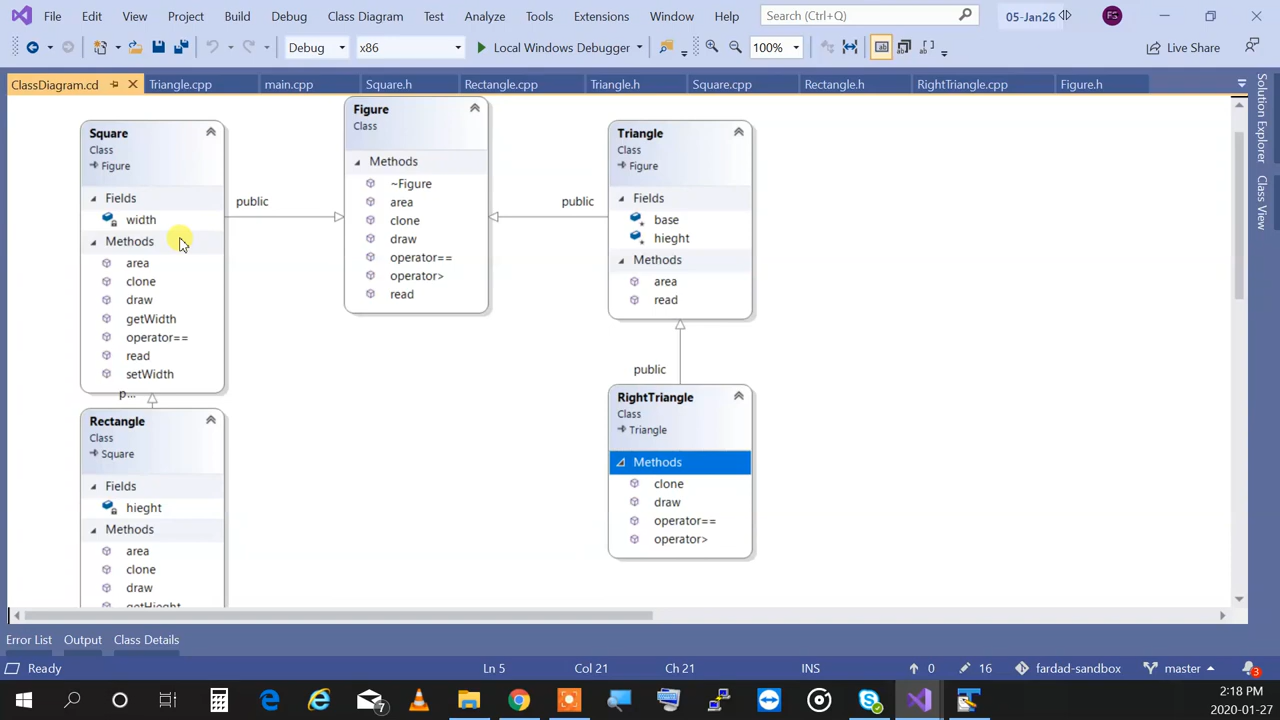 File Edit View Project Build Debug Class Diagram Test Analyze Tools Extensions Window Help Search (Ctrl+Q) 05-Jan26 FS
Debug x86 Local Windows Debugger 100% Live Share
ClassDiagram.cd Triangle.cpp main.cpp Square.h Rectangle.cpp Triangle.h Square.cpp Rectangle.h RightTriangle.cpp Figure.h
Square
Class
Figure
Fields
width
Methods
area
clone
draw
getWidth
operator==
read
setWidth
public
Figure
Class
Methods
~Figure
area
clone
draw
operator==
operator>
read
public
Triangle
Class
Figure
Fields
base
hieght
Methods
area
read
p...
Rectangle
Class
Square
Fields
hieght
Methods
area
clone
draw
getHieght
public
RightTriangle
Class
Triangle
Methods
clone
draw
operator==
operator>
Solution Explorer
Class View
Error List Output Class Details
Ready Ln 5 Col 21 Ch 21 INS 0 16 fardad-sandbox master 3
7
2:18 PM
2020-01-27